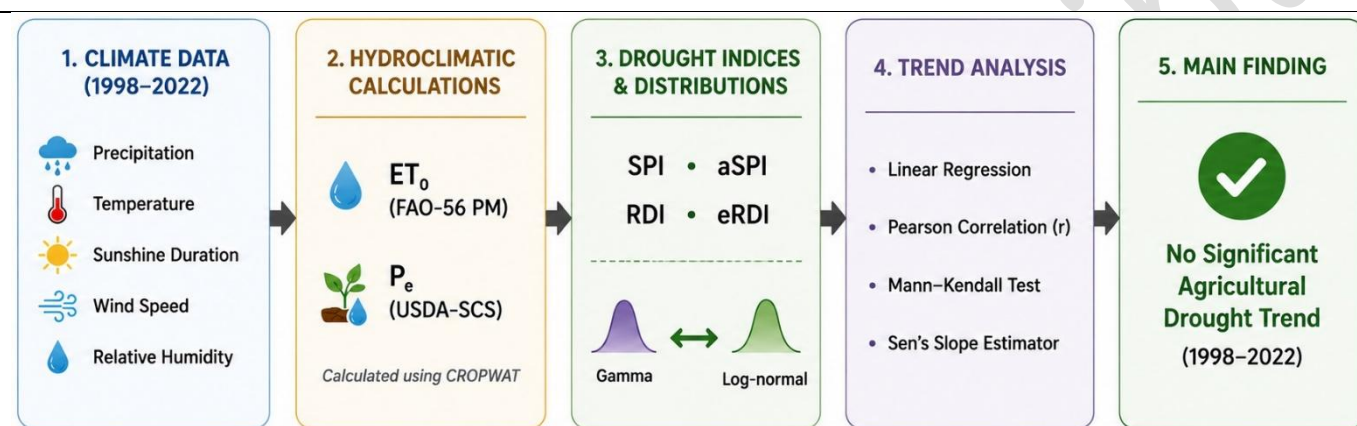 1. CLIMATE DATA
(1998–2022)
Precipitation
Temperature
Sunshine Duration
Wind Speed
Relative Humidity
2. HYDROCLIMATIC
CALCULATIONS
ET₀
(FAO-56 PM)
Pₑ
(USDA-SCS)
Calculated using CROPWAT
3. DROUGHT INDICES
& DISTRIBUTIONS
SPI • aSPI
RDI • eRDI
Gamma
Log-normal
4. TREND ANALYSIS
• Linear Regression
• Pearson Correlation (r)
• Mann–Kendall Test
• Sen's Slope Estimator
5. MAIN FINDING
No Significant
Agricultural
Drought Trend
(1998–2022)